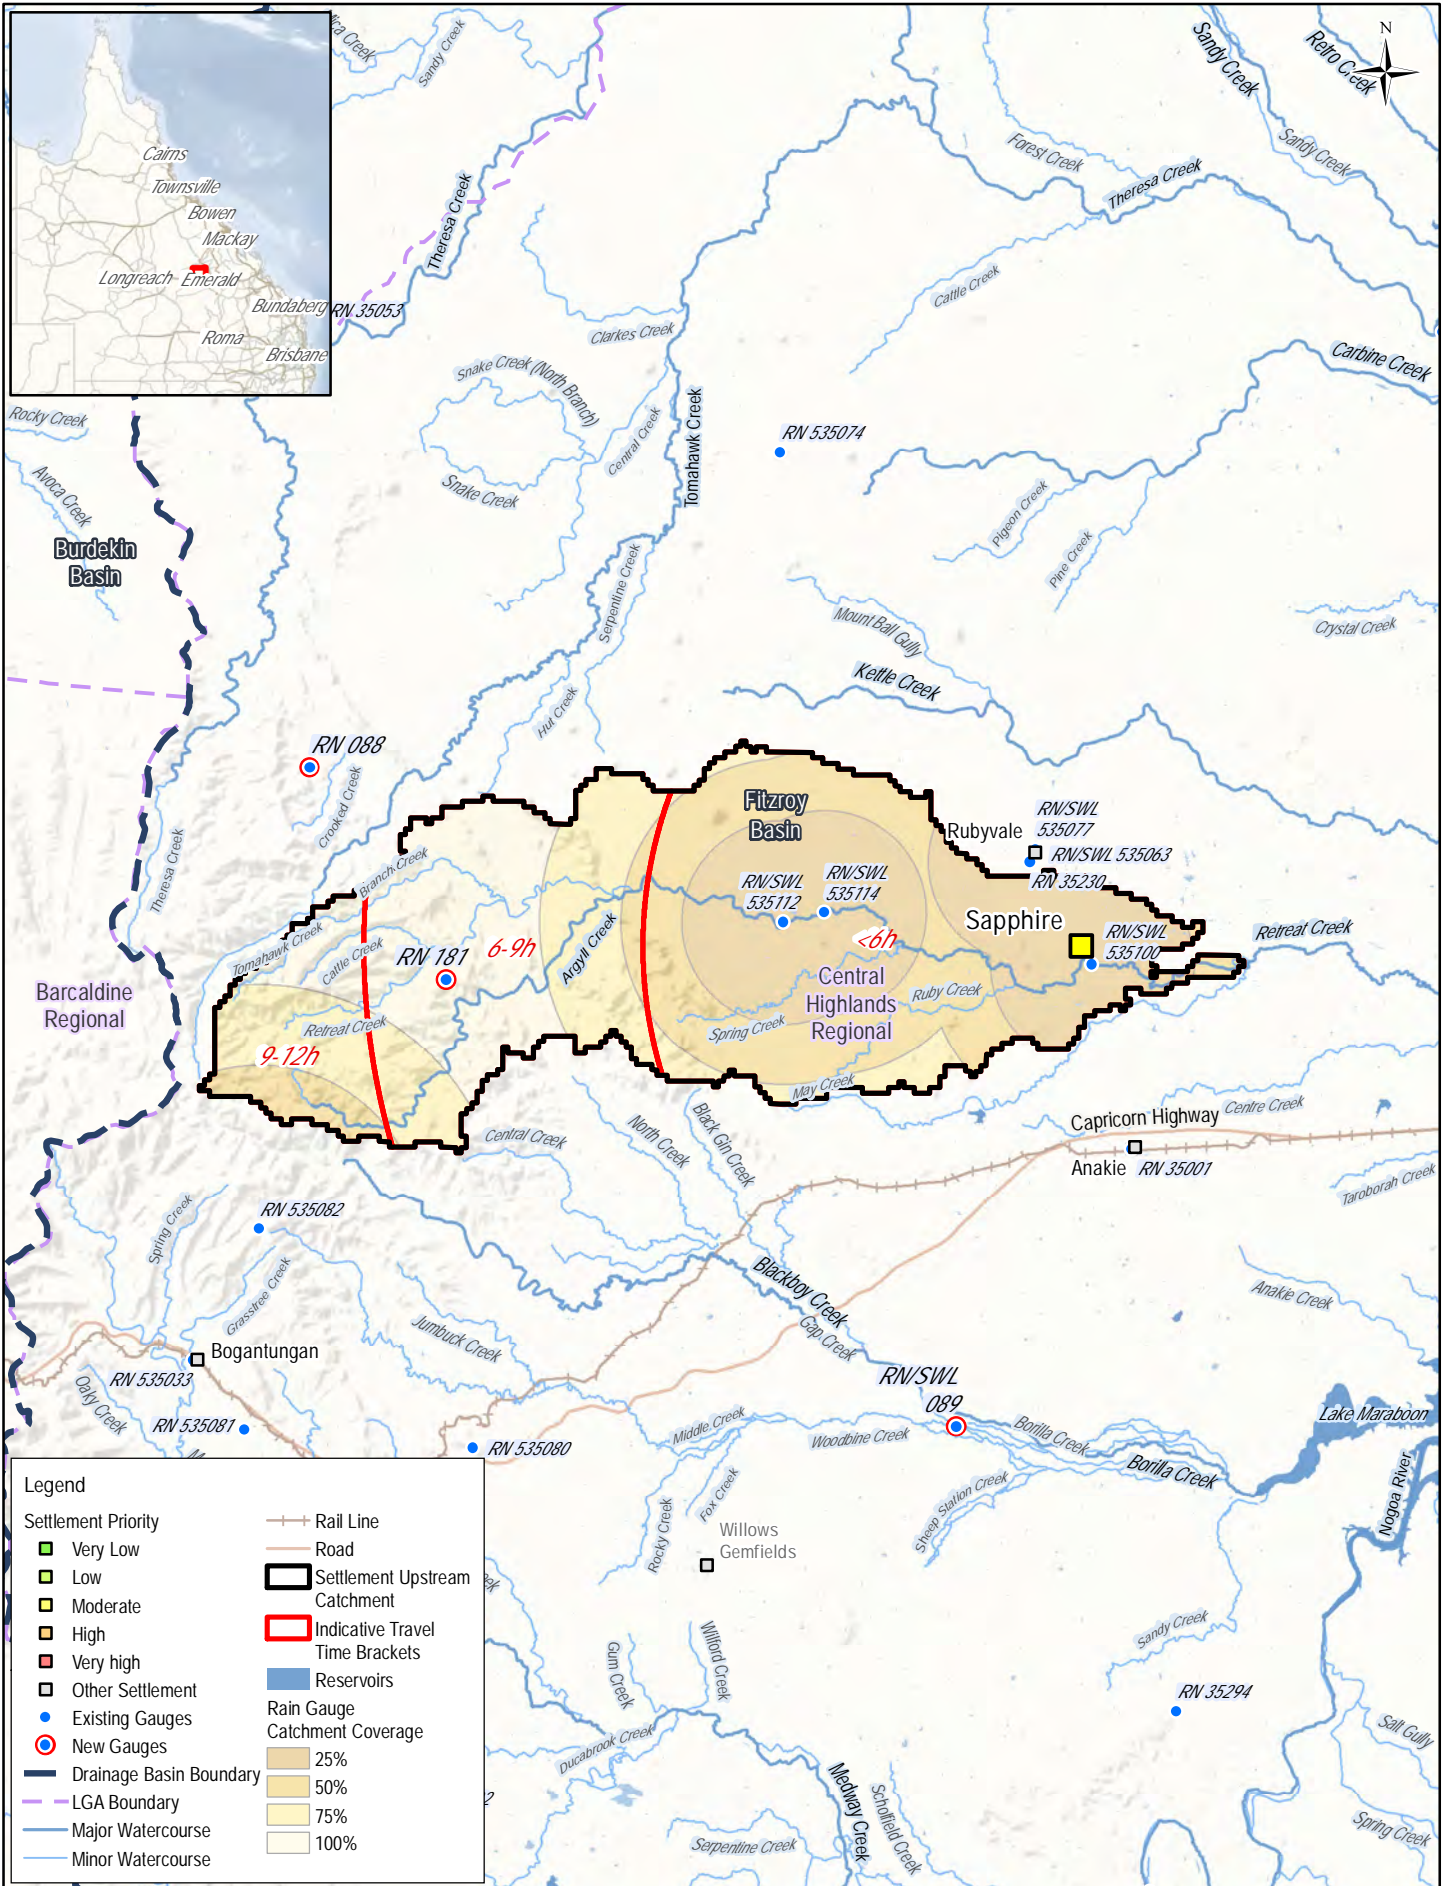 N
Cairns
Townsville
Bowen
Mackay
Longreach
Emerald
Bundaberg
Roma
Brisbane
Sandy Creek
Sandy Creek
Retro Creek
Sandy Creek
Forest Creek
Theresa Creek
Theresa Creek
RN 35053
Cattle Creek
Clarkes Creek
Carbine Creek
Snake Creek (North Branch)
Central Creek
Tomahawk Creek
Rocky Creek
RN 535074
Avoca Creek
Snake Creek
Pigeon Creek
Pine Creek
Burdekin
Basin
Serpentine Creek
Mount Ball Gully
Crystal Creek
Kettle Creek
Hut Creek
RN 088
Crooked Creek
Fitzroy
Basin
Rubyvale
RN/SWL
535077
RN/SWL 535063
RN 35230
Theresa Creek
Branch Creek
RN/SWL
535112
RN/SWL
535114
Sapphire
RN/SWL
535100
Retreat Creek
Tomahawk Creek
Cattle Creek
RN 181
6-9h
Argyll Creek
<6h
Central
Highlands
Regional
Ruby Creek
Spring Creek
Barcaldine
Regional
Retreat Creek
9-12h
May Creek
Central Creek
North Creek
Black Gin Creek
Capricorn Highway
Centre Creek
Anakie
RN 35001
Taroborah Creek
Spring Creek
RN 535082
Grasstree Creek
Blackboy Creek
Gap Creek
Anakie Creek
Jumbuck Creek
Bogantungan
RN 535033
Oaky Creek
RN 535081
RN 535080
RN/SWL
089
Middle Creek
Woodbine Creek
Borilla Creek
Borilla Creek
Lake Maraboon
Nogoa River
Fox Creek
Rocky Creek
Sheep Station Creek
Willows
Gemfields
Wilford Creek
Gum Creek
Sandy Creek
RN 35294
Salt Gully
Ducabrook Creek
Medway Creek
Scholfield Creek
Serpentine Creek
Spring Creek
Legend
Settlement Priority
Very Low
Low
Moderate
High
Very high
Other Settlement
Existing Gauges
New Gauges
Drainage Basin Boundary
LGA Boundary
Major Watercourse
Minor Watercourse
Rail Line
Road
Settlement Upstream
Catchment
Indicative Travel
Time Brackets
Reservoirs
Rain Gauge
Catchment Coverage
25%
50%
75%
100%